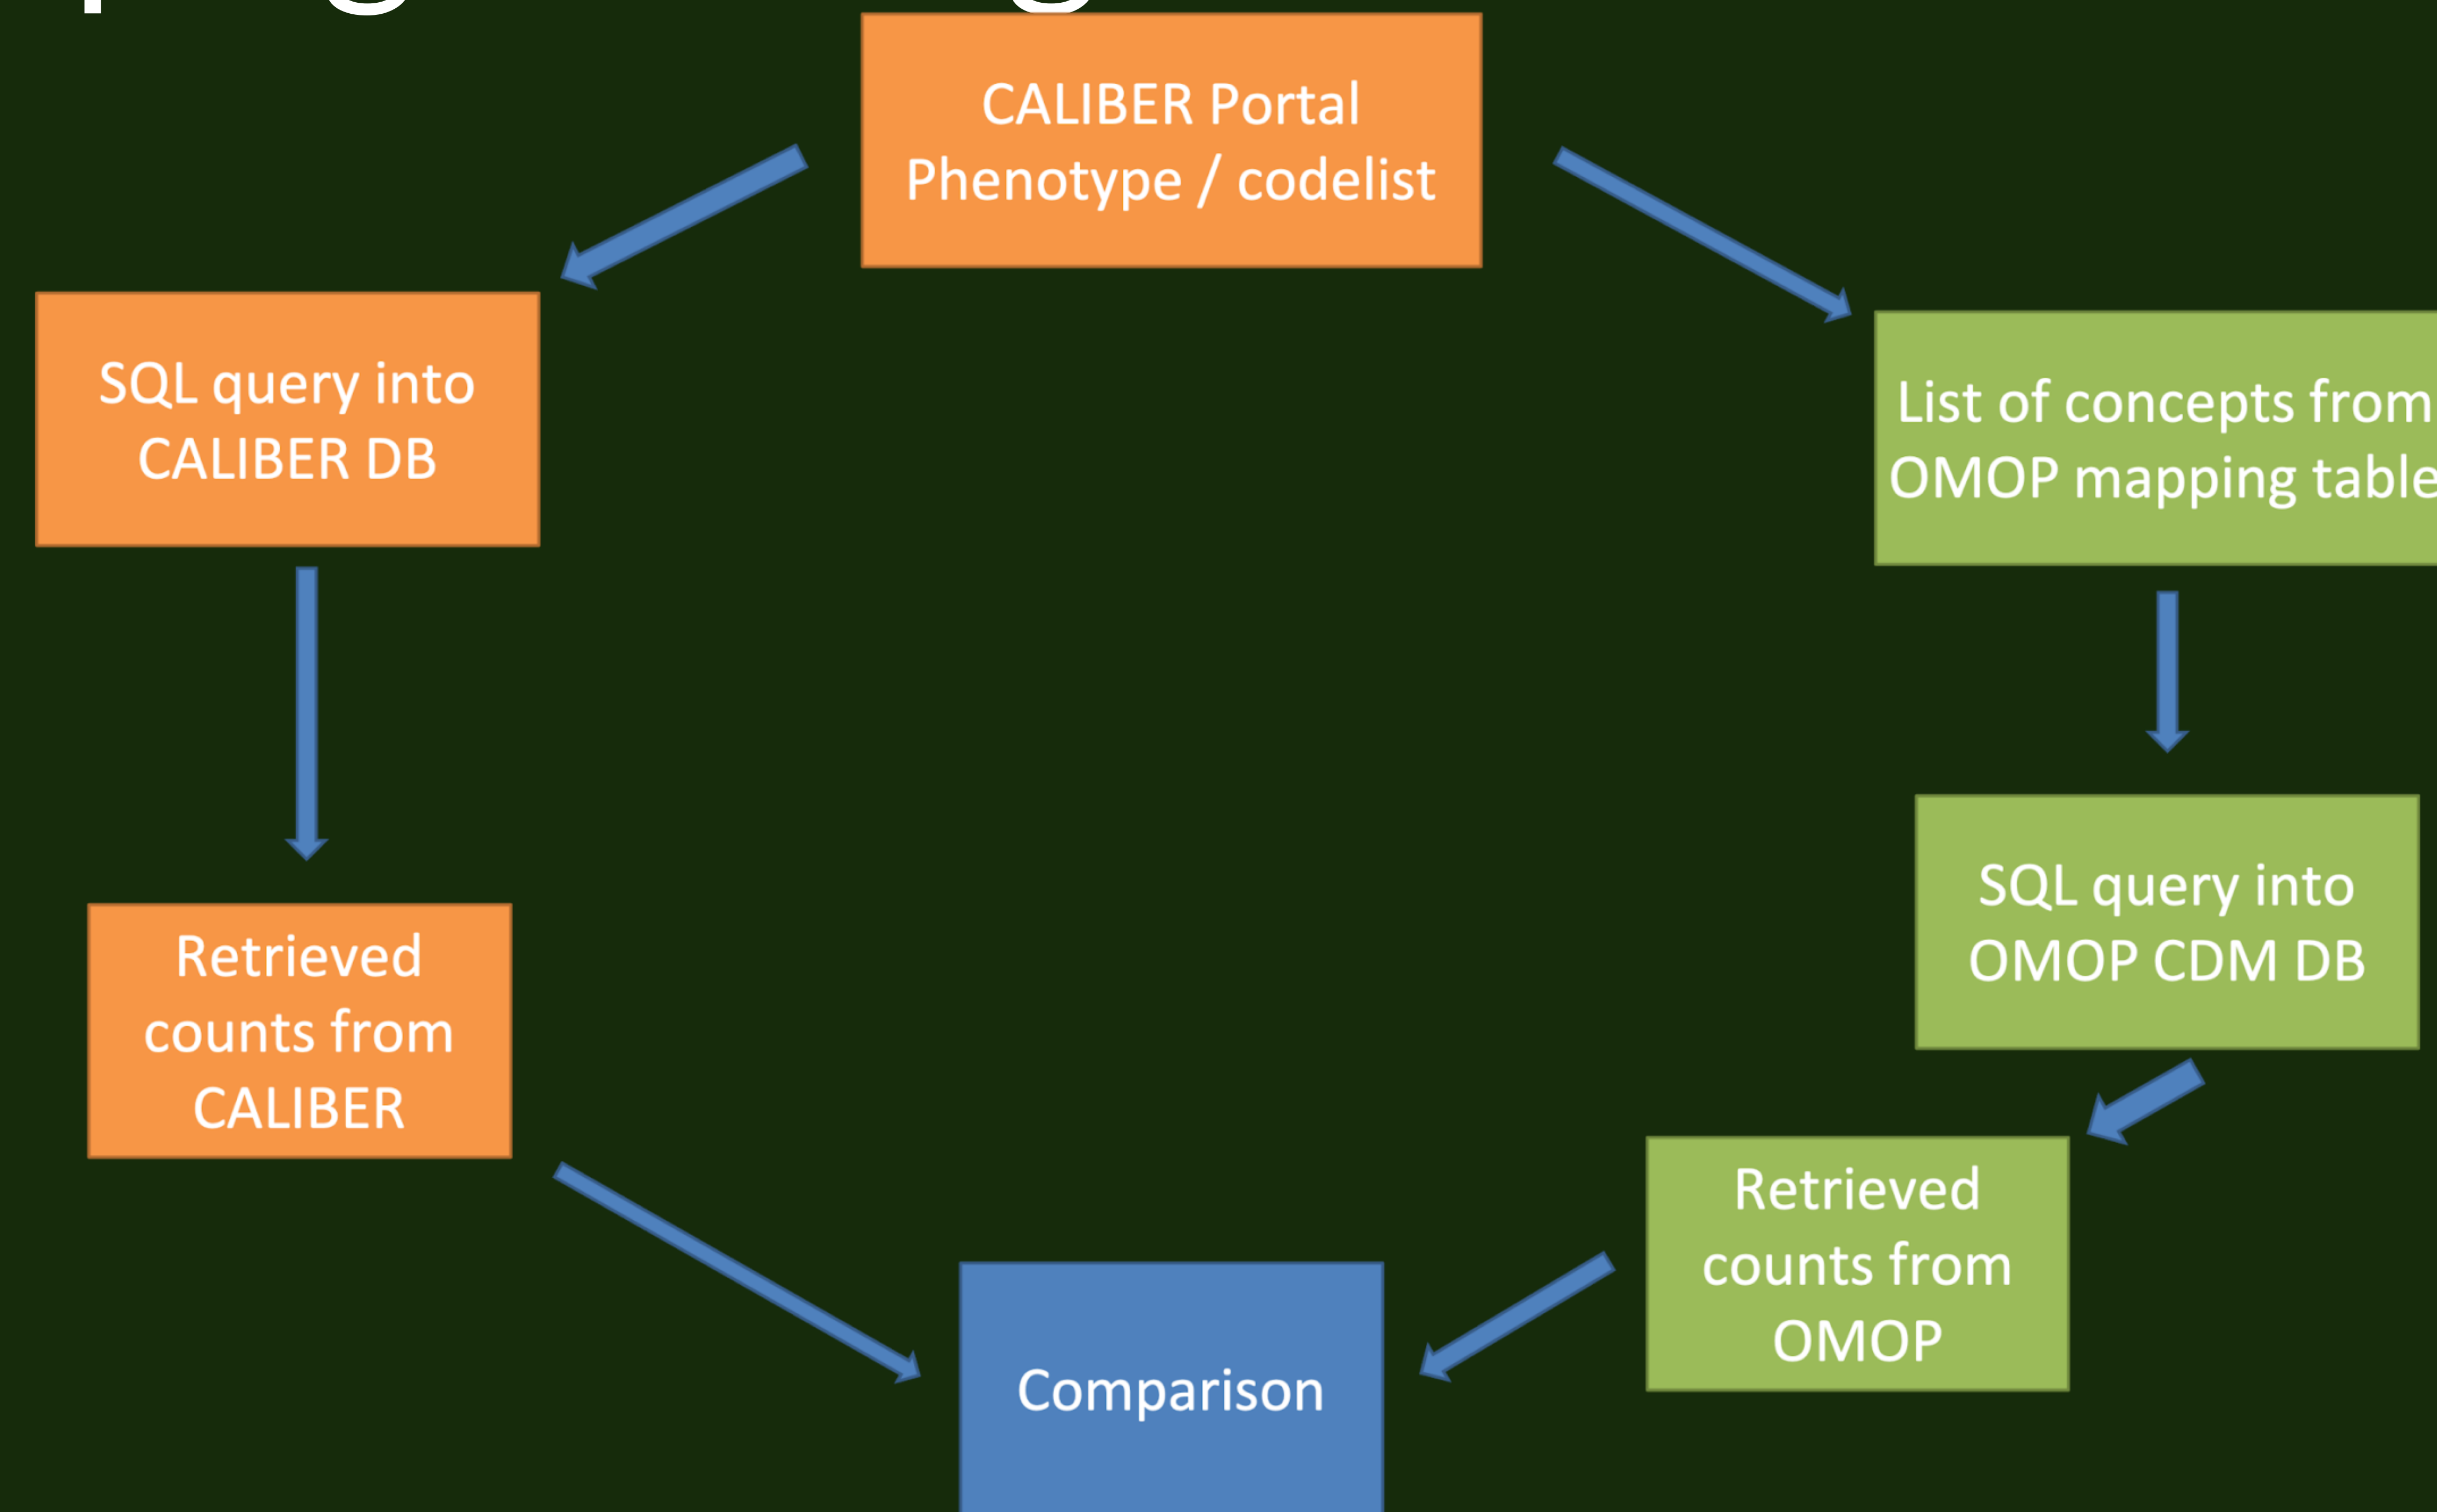 CALIBER Portal
Phenotype / codelist
SQL query into
CALIBER DB
List of concepts from
OMOP mapping table
SQL query into
OMOP CDM DB
Retrieved
counts from
CALIBER
Retrieved
counts from
OMOP
Comparison